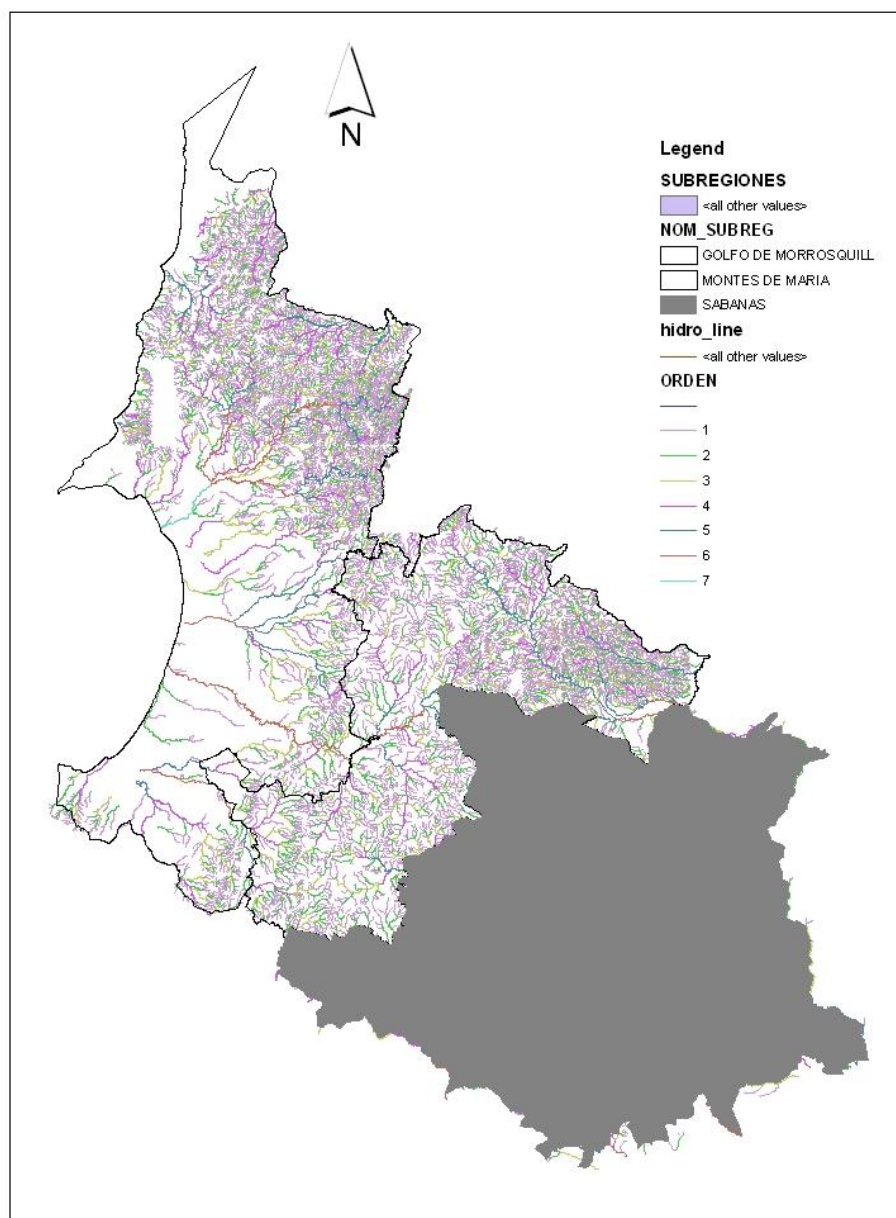 N
Legend
SUBREGIONES
<all other values>
NOM_SUBREG
GOLFO DE MORROSQUILL
MONTES DE MARIA
SABANAS
hidro_line
<all other values>
ORDEN
1
2
3
4
5
6
7